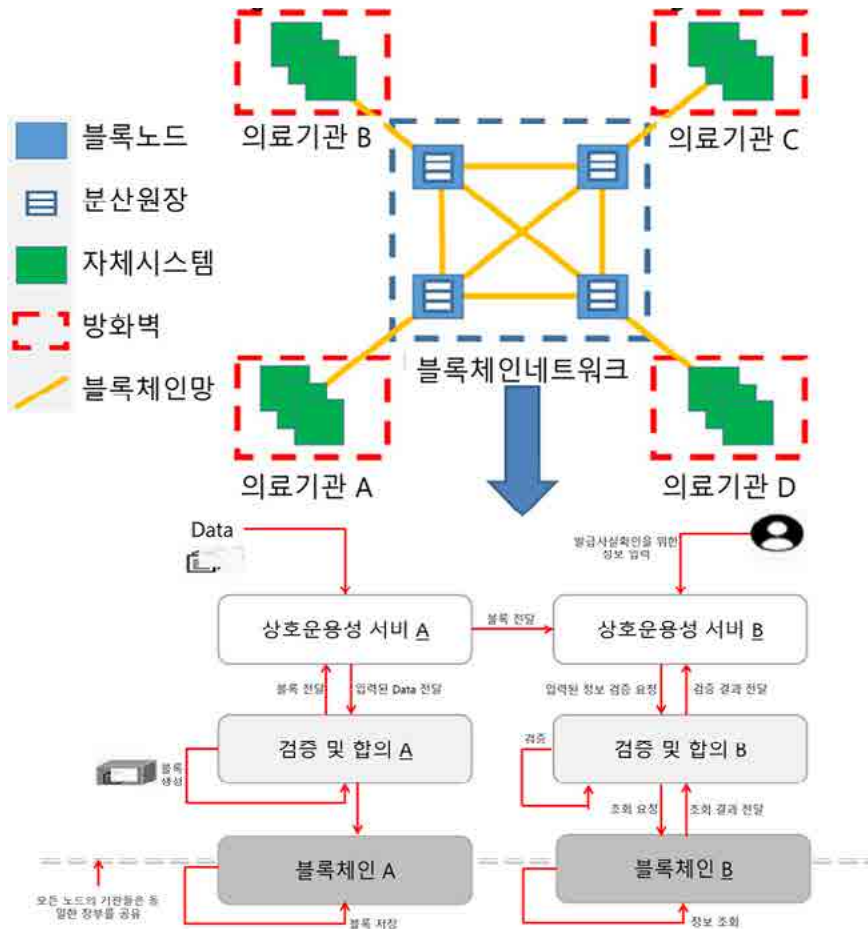 의료기관 B
의료기관 C
블록노드
분산원장
자체시스템
방화벽
블록체인망
블록체인네트워크
의료기관 A
의료기관 D
Data
발급사실확인을 위한
정보 입력
상호운용성 서비 A
블록 전달
상호운용성 서비 B
블록 전달
입력된 Data 전달
입력된 정보 검증 요청
검증 결과 전달
블록
생성
검증 및 합의 A
검증
검증 및 합의 B
조회 요청
조회 결과 전달
블록체인 A
블록체인 B
모든 노드의 기관들은 동
일한 장부를 공유
블록 저장
정보 조회